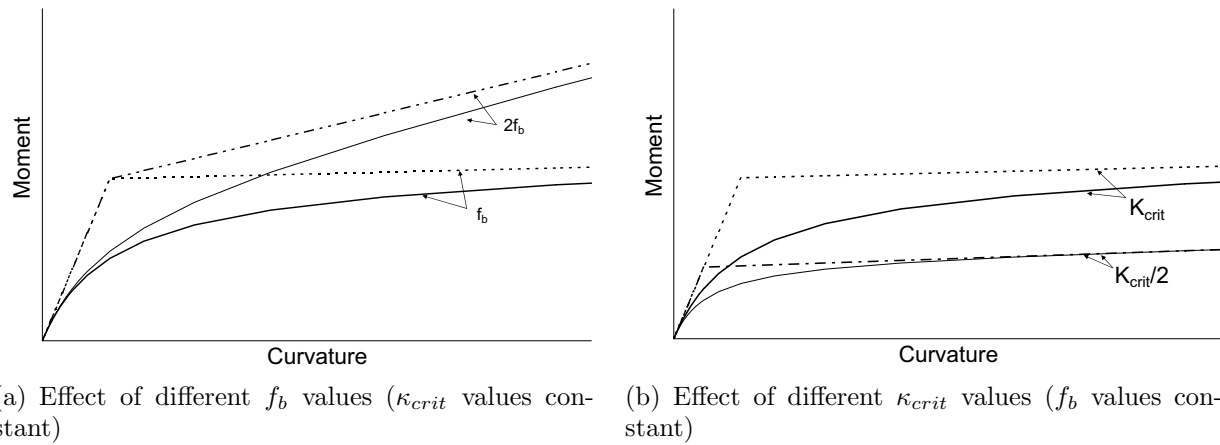 Moment
2f_b
f_b
Curvature
(a) Effect of different f_b values (κ_crit values con-
stant)
Moment
K_crit
K_crit/2
Curvature
(b) Effect of different κ_crit values (f_b values con-
stant)